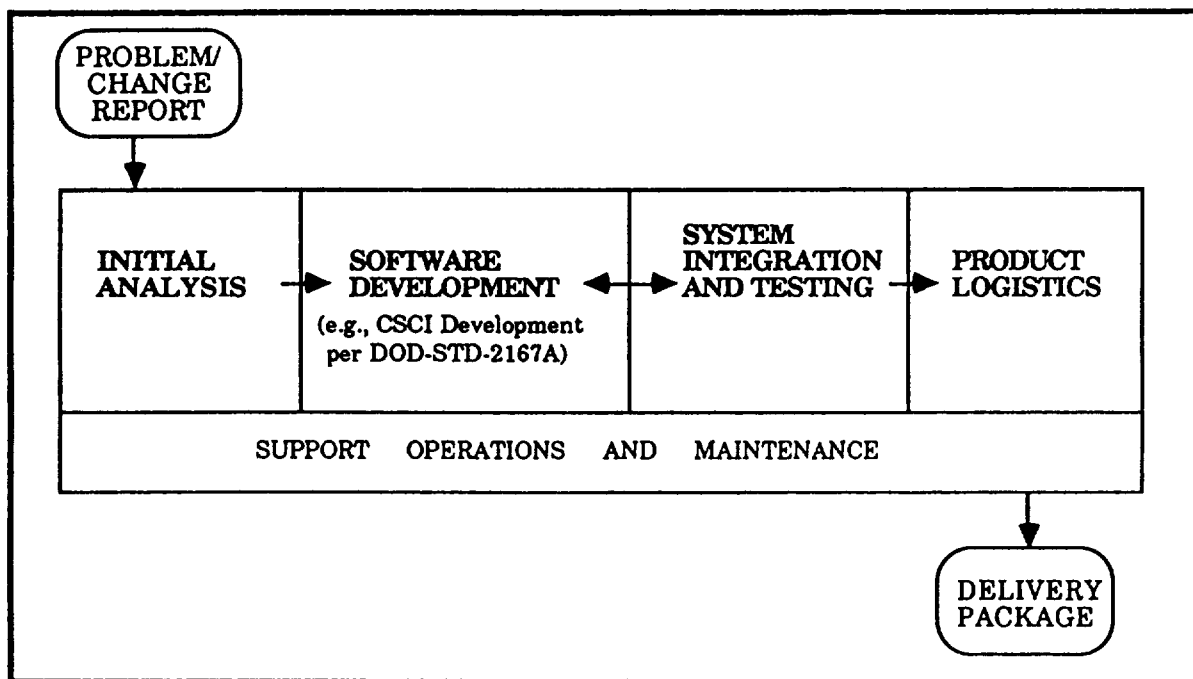 PROBLEM/
CHANGE
REPORT
INITIAL
ANALYSIS
SOFTWARE
DEVELOPMENT
(e.g., CSCI Development
per DOD-STD-2167A)
SYSTEM
INTEGRATION
AND TESTING
PRODUCT
LOGISTICS
SUPPORT OPERATIONS AND MAINTENANCE
DELIVERY
PACKAGE